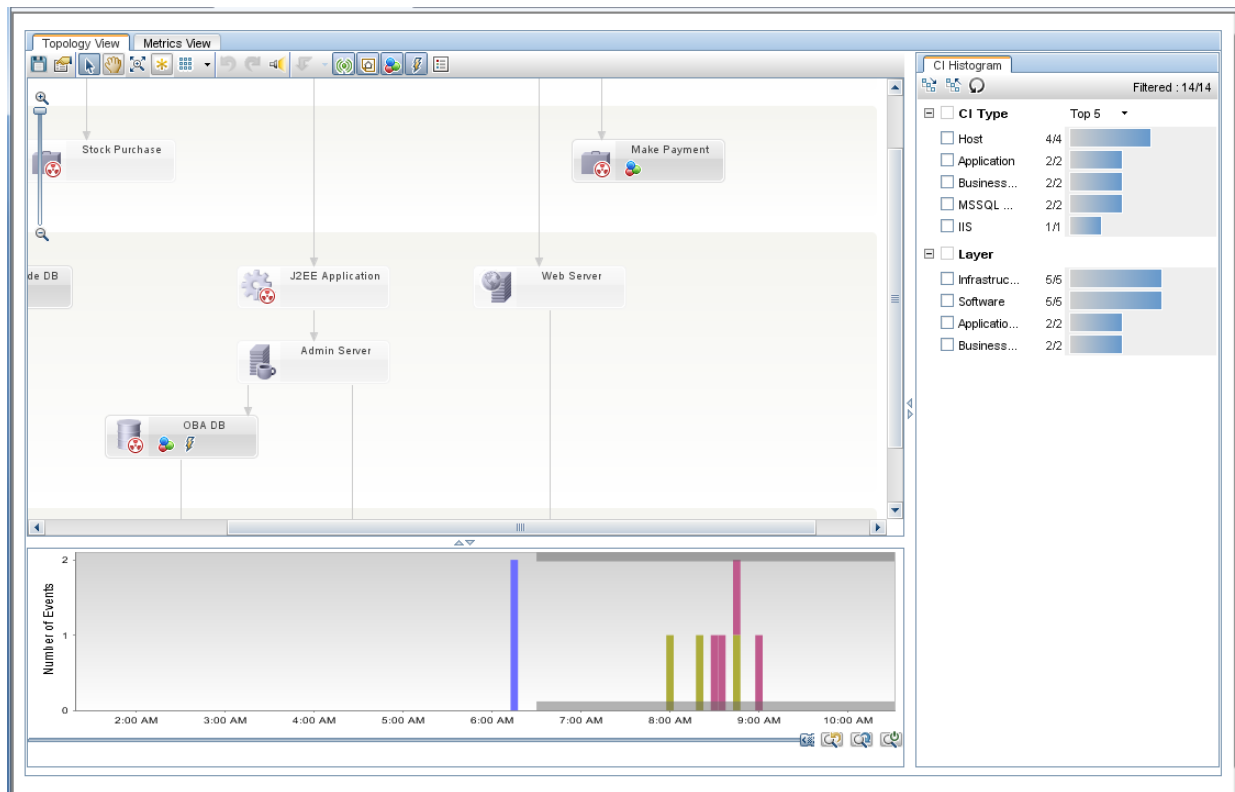 Topology View Metrics View
CI Histogram
Filtered : 14/14
CI Type Top 5
Host 4/4
Application 2/2
Business... 2/2
MSSQL ... 2/2
IIS 1/1
Layer
Infrastruc... 5/5
Software 5/5
Applicatio... 2/2
Business... 2/2
Stock Purchase
Make Payment
de DB
J2EE Application
Web Server
Admin Server
OBA DB
Number of Events
2
1
0
2:00 AM 3:00 AM 4:00 AM 5:00 AM 6:00 AM 7:00 AM 8:00 AM 9:00 AM 10:00 AM